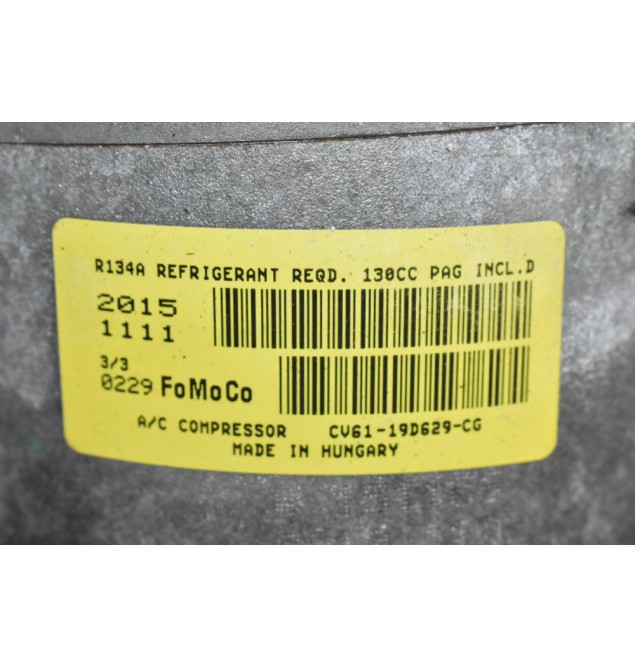 R134A REFRIGERANT REQD. 130CC PAG INCL.D
2015
1111
3/3
0229 FoMoCo
A/C COMPRESSOR CV61-19D629-CG
MADE IN HUNGARY